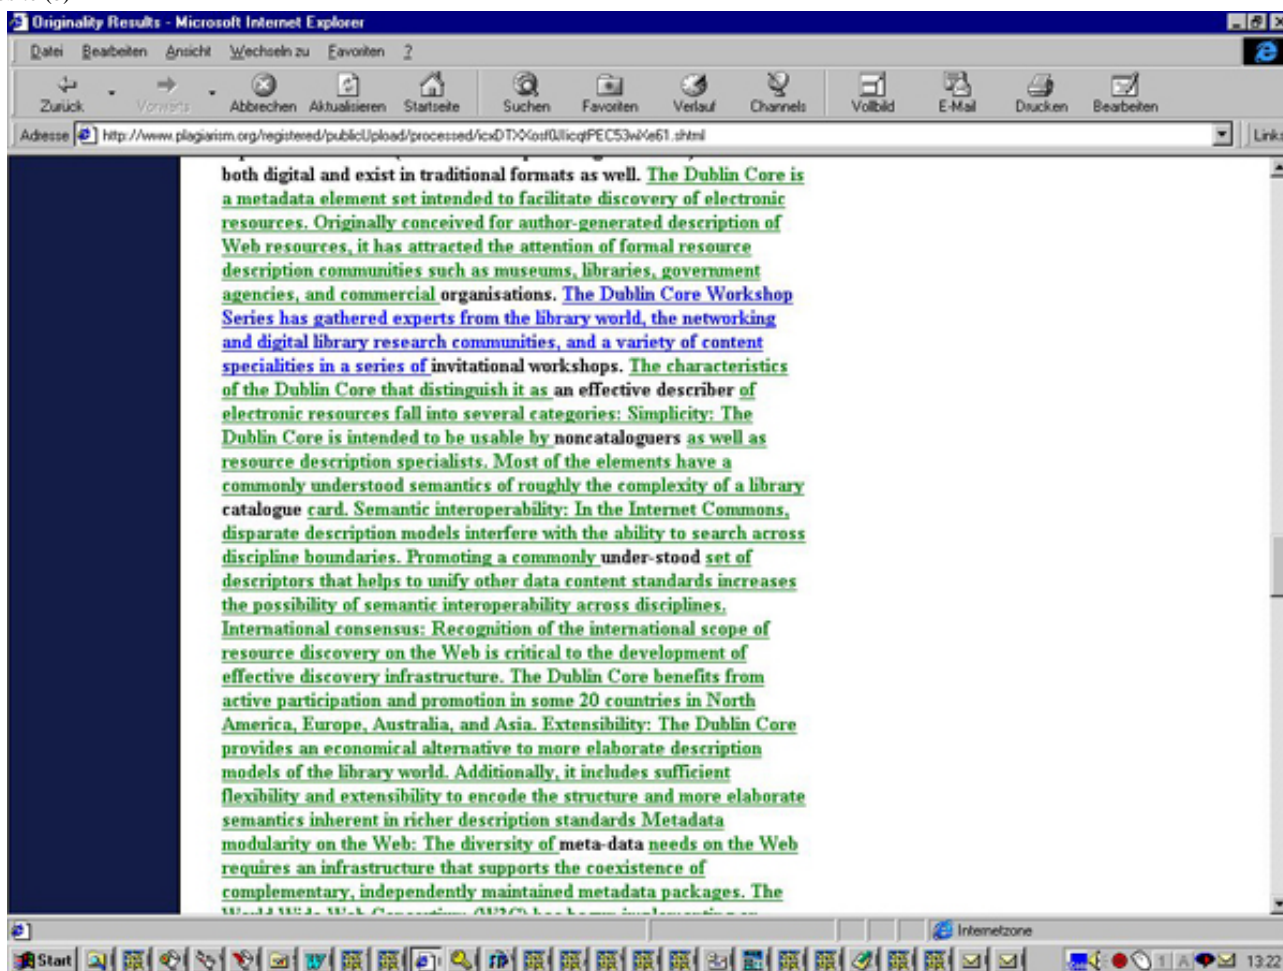 Originality Results - Microsoft Internet Explorer
Datei Bearbeiten Ansicht Wechseln zu Favoriten ?
Zurück Vorwärts Abbrechen Aktualisieren Startseite Suchen Favoriten Verlauf Channels Vollbild E-Mail Drucken Bearbeiten
Adresse Links
both digital and exist in traditional formats as well. The Dublin Core is
a metadata element set intended to facilitate discovery of electronic
resources. Originally conceived for author-generated description of
Web resources, it has attracted the attention of formal resource
description communities such as museums, libraries, government
agencies, and commercial organisations. The Dublin Core Workshop
Series has gathered experts from the library world, the networking
and digital library research communities, and a variety of content
specialities in a series of invitational workshops. The characteristics
of the Dublin Core that distinguish it as an effective describer of
electronic resources fall into several categories: Simplicity: The
Dublin Core is intended to be usable by noncataloguers as well as
resource description specialists. Most of the elements have a
commonly understood semantics of roughly the complexity of a library
catalogue card. Semantic interoperability: In the Internet Commons,
disparate description models interfere with the ability to search across
discipline boundaries. Promoting a commonly under-stood set of
descriptors that helps to unify other data content standards increases
the possibility of semantic interoperability across disciplines.
International consensus: Recognition of the international scope of
resource discovery on the Web is critical to the development of
effective discovery infrastructure. The Dublin Core benefits from
active participation and promotion in some 20 countries in North
America, Europe, Australia, and Asia. Extensibility: The Dublin Core
provides an economical alternative to more elaborate description
models of the library world. Additionally, it includes sufficient
flexibility and extensibility to encode the structure and more elaborate
semantics inherent in richer description standards Metadata
modularity on the Web: The diversity of meta-data needs on the Web
requires an infrastructure that supports the coexistence of
complementary, independently maintained metadata packages. The
World Wide Web Consortium (W3C) has begun implementing
Internetzone
Start 13:22